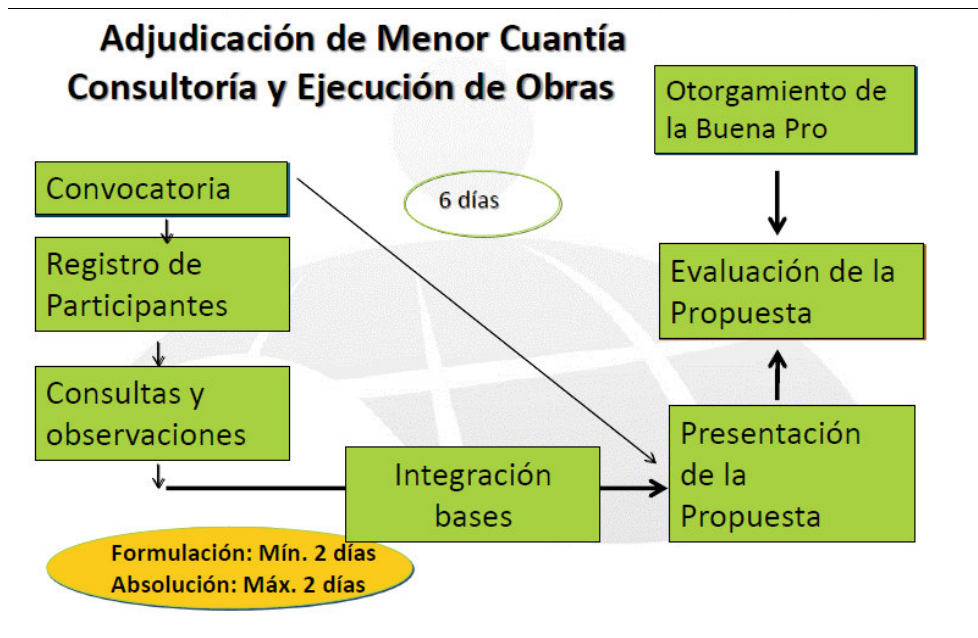 Adjudicación de Menor Cuantía
Consultoría y Ejecución de Obras
Otorgamiento de
la Buena Pro
Convocatoria
6 días
Registro de
Participantes
Evaluación de la
Propuesta
Consultas y
observaciones
Integración
bases
Presentación
de la
Propuesta
Formulación: Mín. 2 días
Absolución: Máx. 2 días